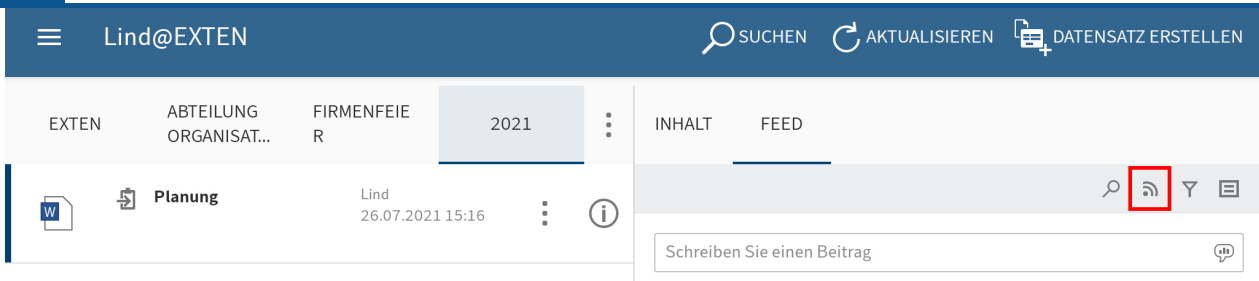 Lind@EXTEN
SUCHEN
AKTUALISIEREN
DATENSATZ ERSTELLEN
EXTEN
ABTEILUNG
ORGANISAT...
FIRMENFEIE
R
2021
INHALT
FEED
W
Planung
Lind
26.07.2021 15:16
Schreiben Sie einen Beitrag